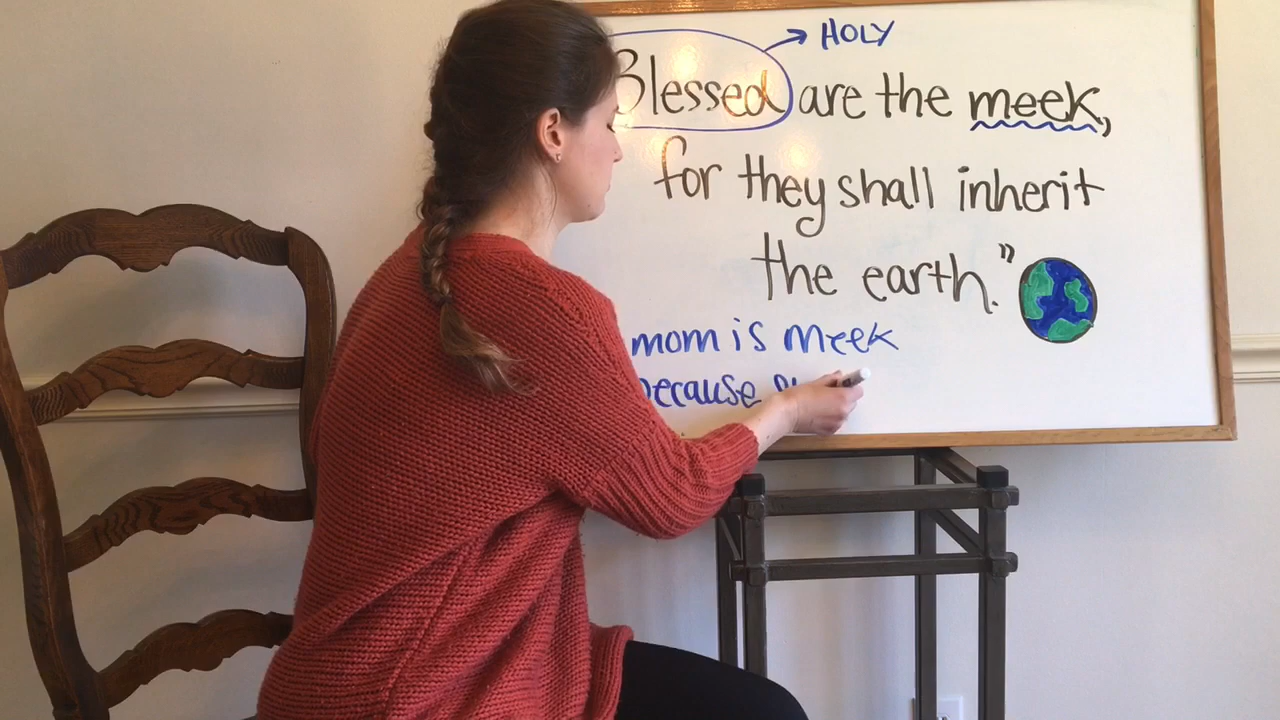 HOLY
Blessed are the meek,
for they shall inherit
the earth."
mom is meek
because